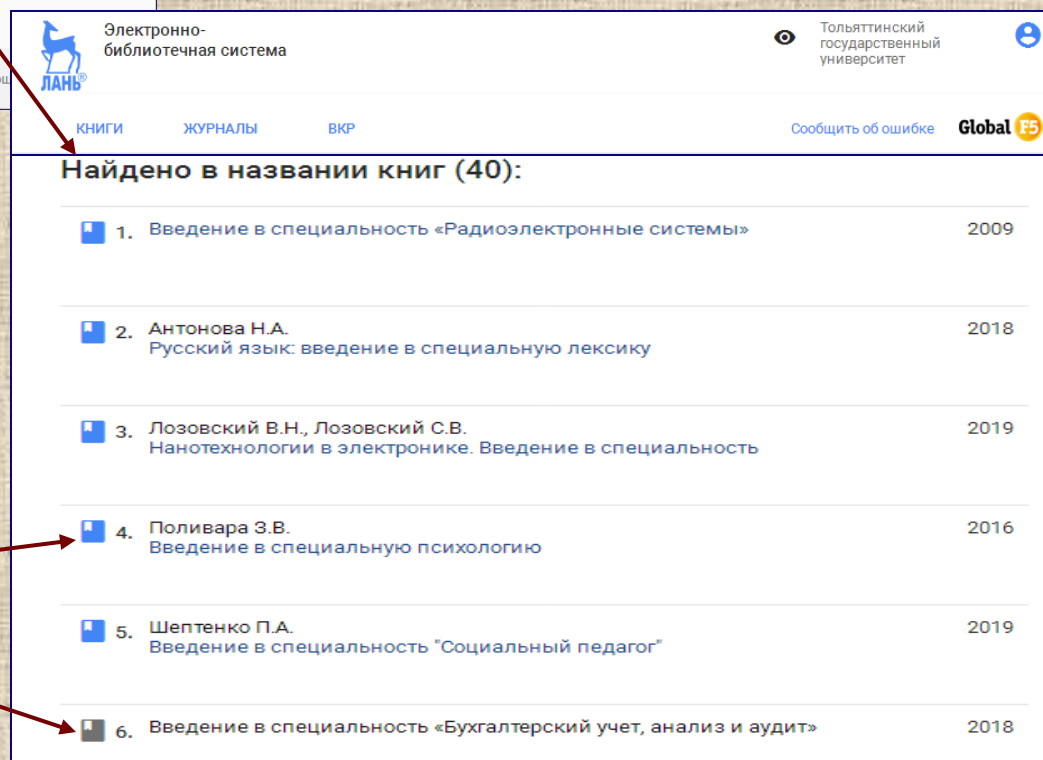 Электронно-
библиотечная система
ЛАНЬ®
Тольяттинский
государственный
университет
КНИГИ ЖУРНАЛЫ ВКР Сообщить об ошибке Global F5
Найдено в названии книг (40):
1. Введение в специальность «Радиоэлектронные системы» 2009
2. Антонова Н.А. 2018
Русский язык: введение в специальную лексику
3. Лозовский В.Н., Лозовский С.В. 2019
Нанотехнологии в электронике. Введение в специальность
4. Поливара З.В. 2016
Введение в специальную психологию
5. Шептенко П.А. 2019
Введение в специальность "Социальный педагог"
6. Введение в специальность «Бухгалтерский учет, анализ и аудит» 2018